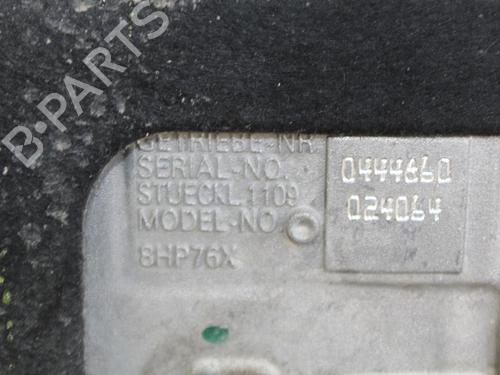 B-PARTS
GETRIEBE-NR.
SERIAL-NO. 0444660
STUECKL.1109
MODEL-NO 024064
8HP76X